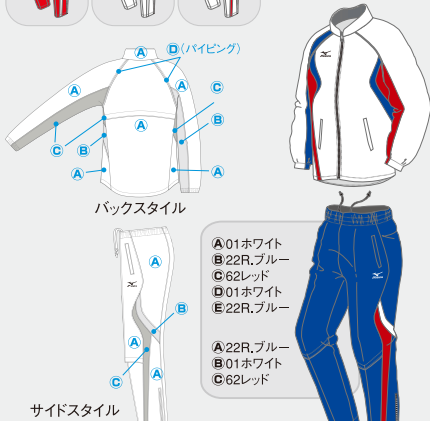 Ⓐ
Ⓓ(パイピング)
Ⓐ
Ⓐ
Ⓒ
Ⓐ
Ⓑ
Ⓒ
Ⓑ
Ⓐ
Ⓐ
バックスタイル
MIZUNO
Ⓐ
Ⓑ
Ⓐ
Ⓒ
Ⓐ
サイドスタイル
Ⓐ01ホワイト
Ⓑ22R.ブルー
Ⓒ62レッド
Ⓓ01ホワイト
Ⓔ22R.ブルー
Ⓐ22R.ブルー
Ⓑ01ホワイト
Ⓒ62レッド